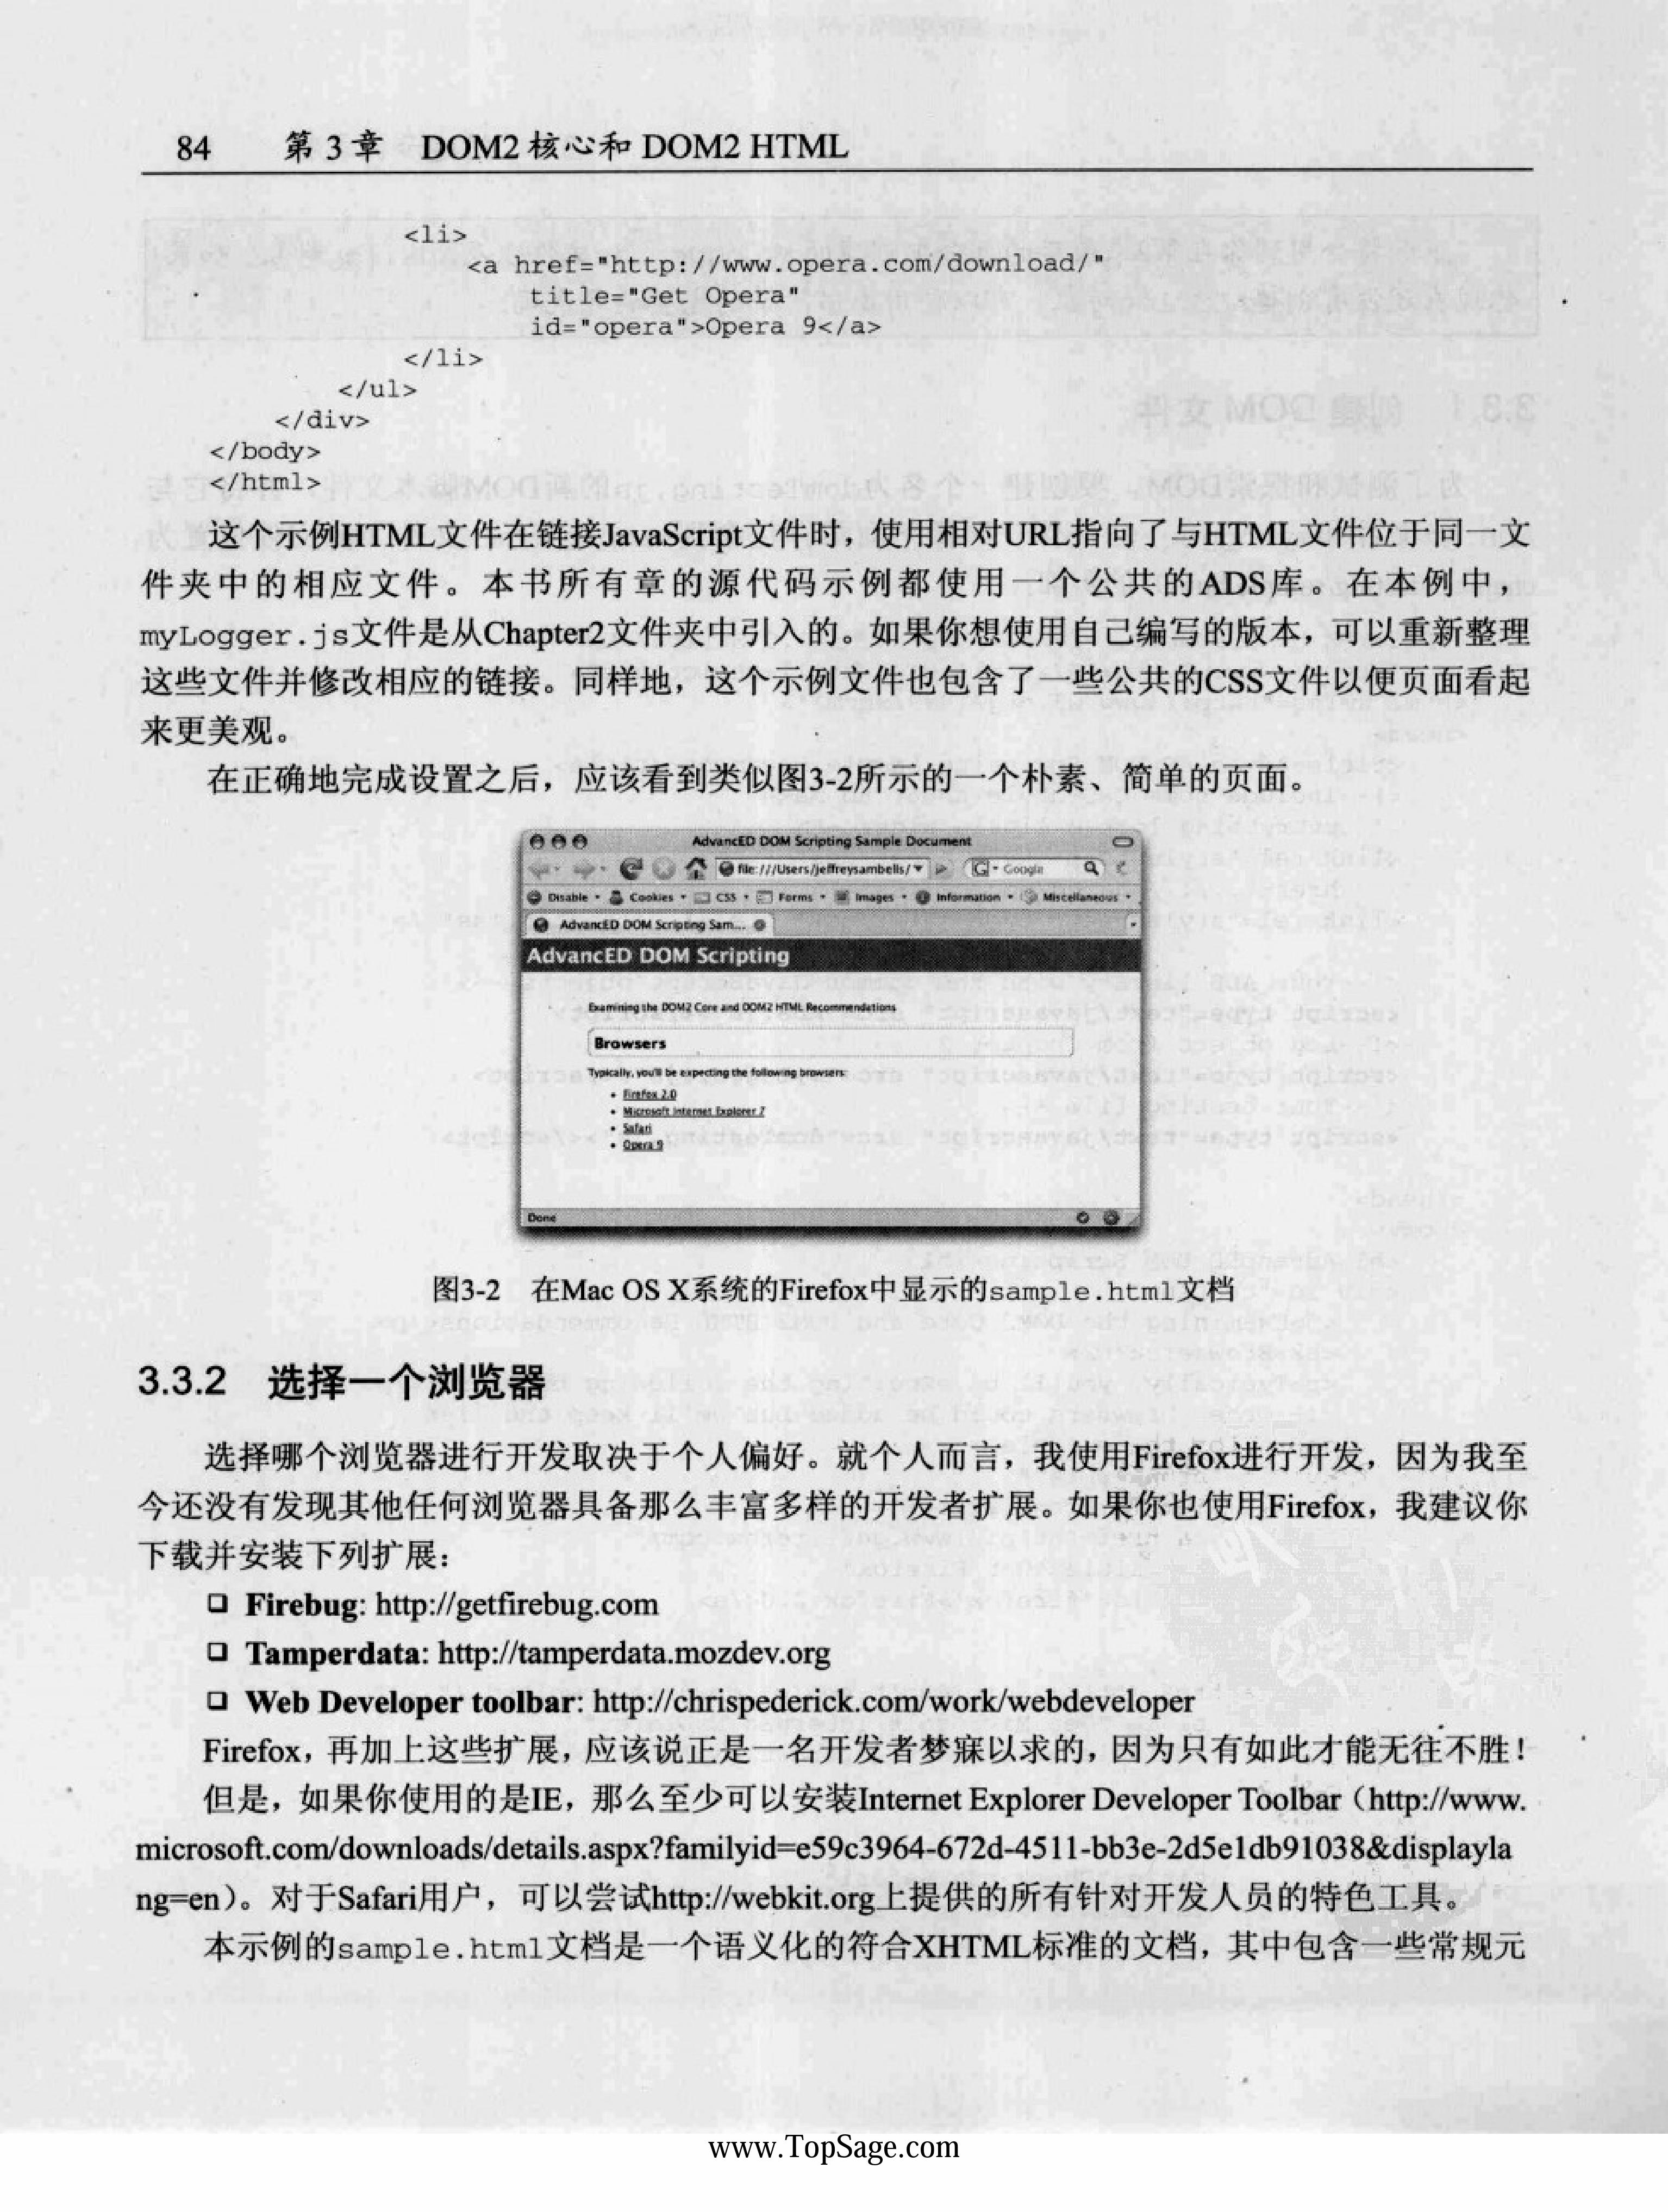 84 第 3 章 DOM2 核心和 DOM2 HTML
<li>
<a href="http://www.opera.com/download/"
title="Get Opera"
id="opera">Opera 9</a>
</li>
</ul>
</div>
</body>
</html>
这个示例HTML文件在链接JavaScript文件时，使用相对URL指向了与HTML文件位于同一文
件夹中的相应文件。本书所有章的源代码示例都使用一个公共的ADS库。在本例中，
myLogger.js文件是从Chapter2文件夹中引入的。如果你想使用自己编写的版本，可以重新整理
这些文件并修改相应的链接。同样地，这个示例文件也包含了一些公共的CSS文件以便页面看起
来更美观。
在正确地完成设置之后，应该看到类似图3-2所示的一个朴素、简单的页面。
AdvancED DOM Scripting Sample Document
file:///Users/jeffreysambells/ G Google
Disable Cookies CSS Forms Images Information Miscellaneous
AdvancED DOM Scripting Sam...
AdvancED DOM Scripting
Examining the DOM2 Core and DOM2 HTML Recommendations
Browsers
Typically, you'll be expecting the following browsers:
Firefox 2.0
Microsoft Internet Explorer 7
Safari
Opera 9
Done
图3-2 在Mac OS X系统的Firefox中显示的sample.html文档
3.3.2 选择一个浏览器
选择哪个浏览器进行开发取决于个人偏好。就个人而言，我使用Firefox进行开发，因为我至
今还没有发现其他任何浏览器具备那么丰富多样的开发者扩展。如果你也使用Firefox，我建议你
下载并安装下列扩展：
❑ Firebug: http://getfirebug.com
❑ Tamperdata: http://tamperdata.mozdev.org
❑ Web Developer toolbar: http://chrispederick.com/work/webdeveloper
Firefox，再加上这些扩展，应该说正是一名开发者梦寐以求的，因为只有如此才能无往不胜！
但是，如果你使用的是IE，那么至少可以安装Internet Explorer Developer Toolbar（http://www.
microsoft.com/downloads/details.aspx?familyid=e59c3964-672d-4511-bb3e-2d5e1db91038&displayla
ng=en）。对于Safari用户，可以尝试http://webkit.org上提供的所有针对开发人员的特色工具。
本示例的sample.html文档是一个语义化的符合XHTML标准的文档，其中包含一些常规元
www.TopSage.com